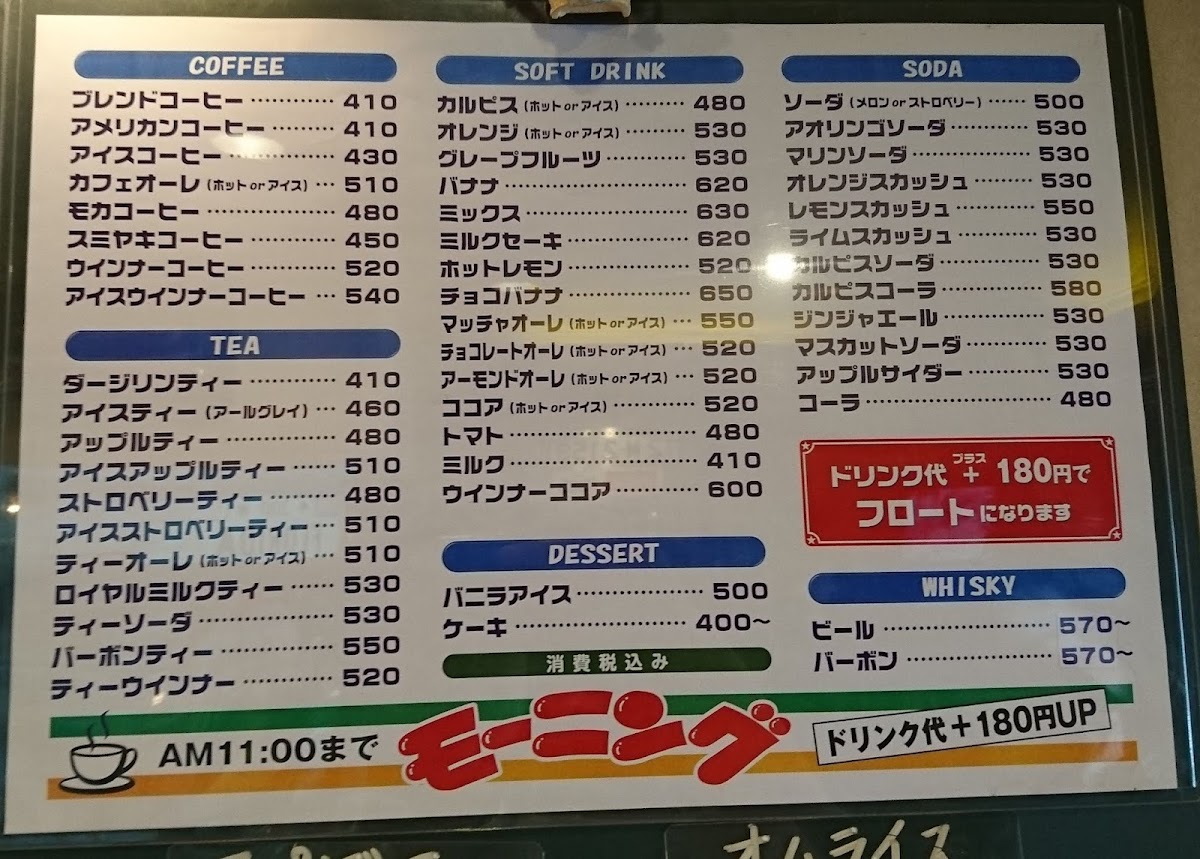 COFFEE
ブレンドコーヒー ………… 410
アメリカンコーヒー ……… 410
アイスコーヒー ………… 430
カフェオーレ (ホット or アイス) … 510
モカコーヒー ………… 480
スミヤキコーヒー ………… 450
ウインナーコーヒー ……… 520
アイスウインナーコーヒー … 540
TEA
ダージリンティー ………… 410
アイスティー (アールグレイ) … 460
アップルティー ………… 480
アイスアップルティー …… 510
ストロベリーティー ……… 480
アイスストロベリーティー … 510
ティーオーレ (ホット or アイス) … 510
ロイヤルミルクティー …… 530
ティーソーダ ………… 530
バーボンティー ………… 550
ティーウインナー ………… 520
SOFT DRINK
カルピス (ホット or アイス) ……… 480
オレンジ (ホット or アイス) ……… 530
グレープフルーツ ………… 530
バナナ ………… 620
ミックス ………… 630
ミルクセーキ ………… 620
ホットレモン ………… 520
チョコバナナ ………… 650
マッチャオーレ (ホット or アイス) … 550
チョコレートオーレ (ホット or アイス) … 520
アーモンドオーレ (ホット or アイス) … 520
ココア (ホット or アイス) ………… 520
トマト ………… 480
ミルク ………… 410
ウインナーココア ………… 600
DESSERT
バニラアイス ………… 500
ケーキ ………… 400〜
消費税込み
SODA
ソーダ (メロン or ストロベリー) …… 500
アオリンゴソーダ ………… 530
マリンソーダ ………… 530
オレンジスカッシュ ……… 530
レモンスカッシュ ………… 550
ライムスカッシュ ………… 530
カルピスソーダ ………… 530
カルピスコーラ ………… 580
ジンジャエール ………… 530
マスカットソーダ ………… 530
アップルサイダー ………… 530
コーラ ………… 480
プラス
ドリンク代 + 180円で
フロートになります
WHISKY
ビール ………… 570〜
バーボン ………… 570〜
AM11:00まで
モーニング
ドリンク代+180円UP
オムライス